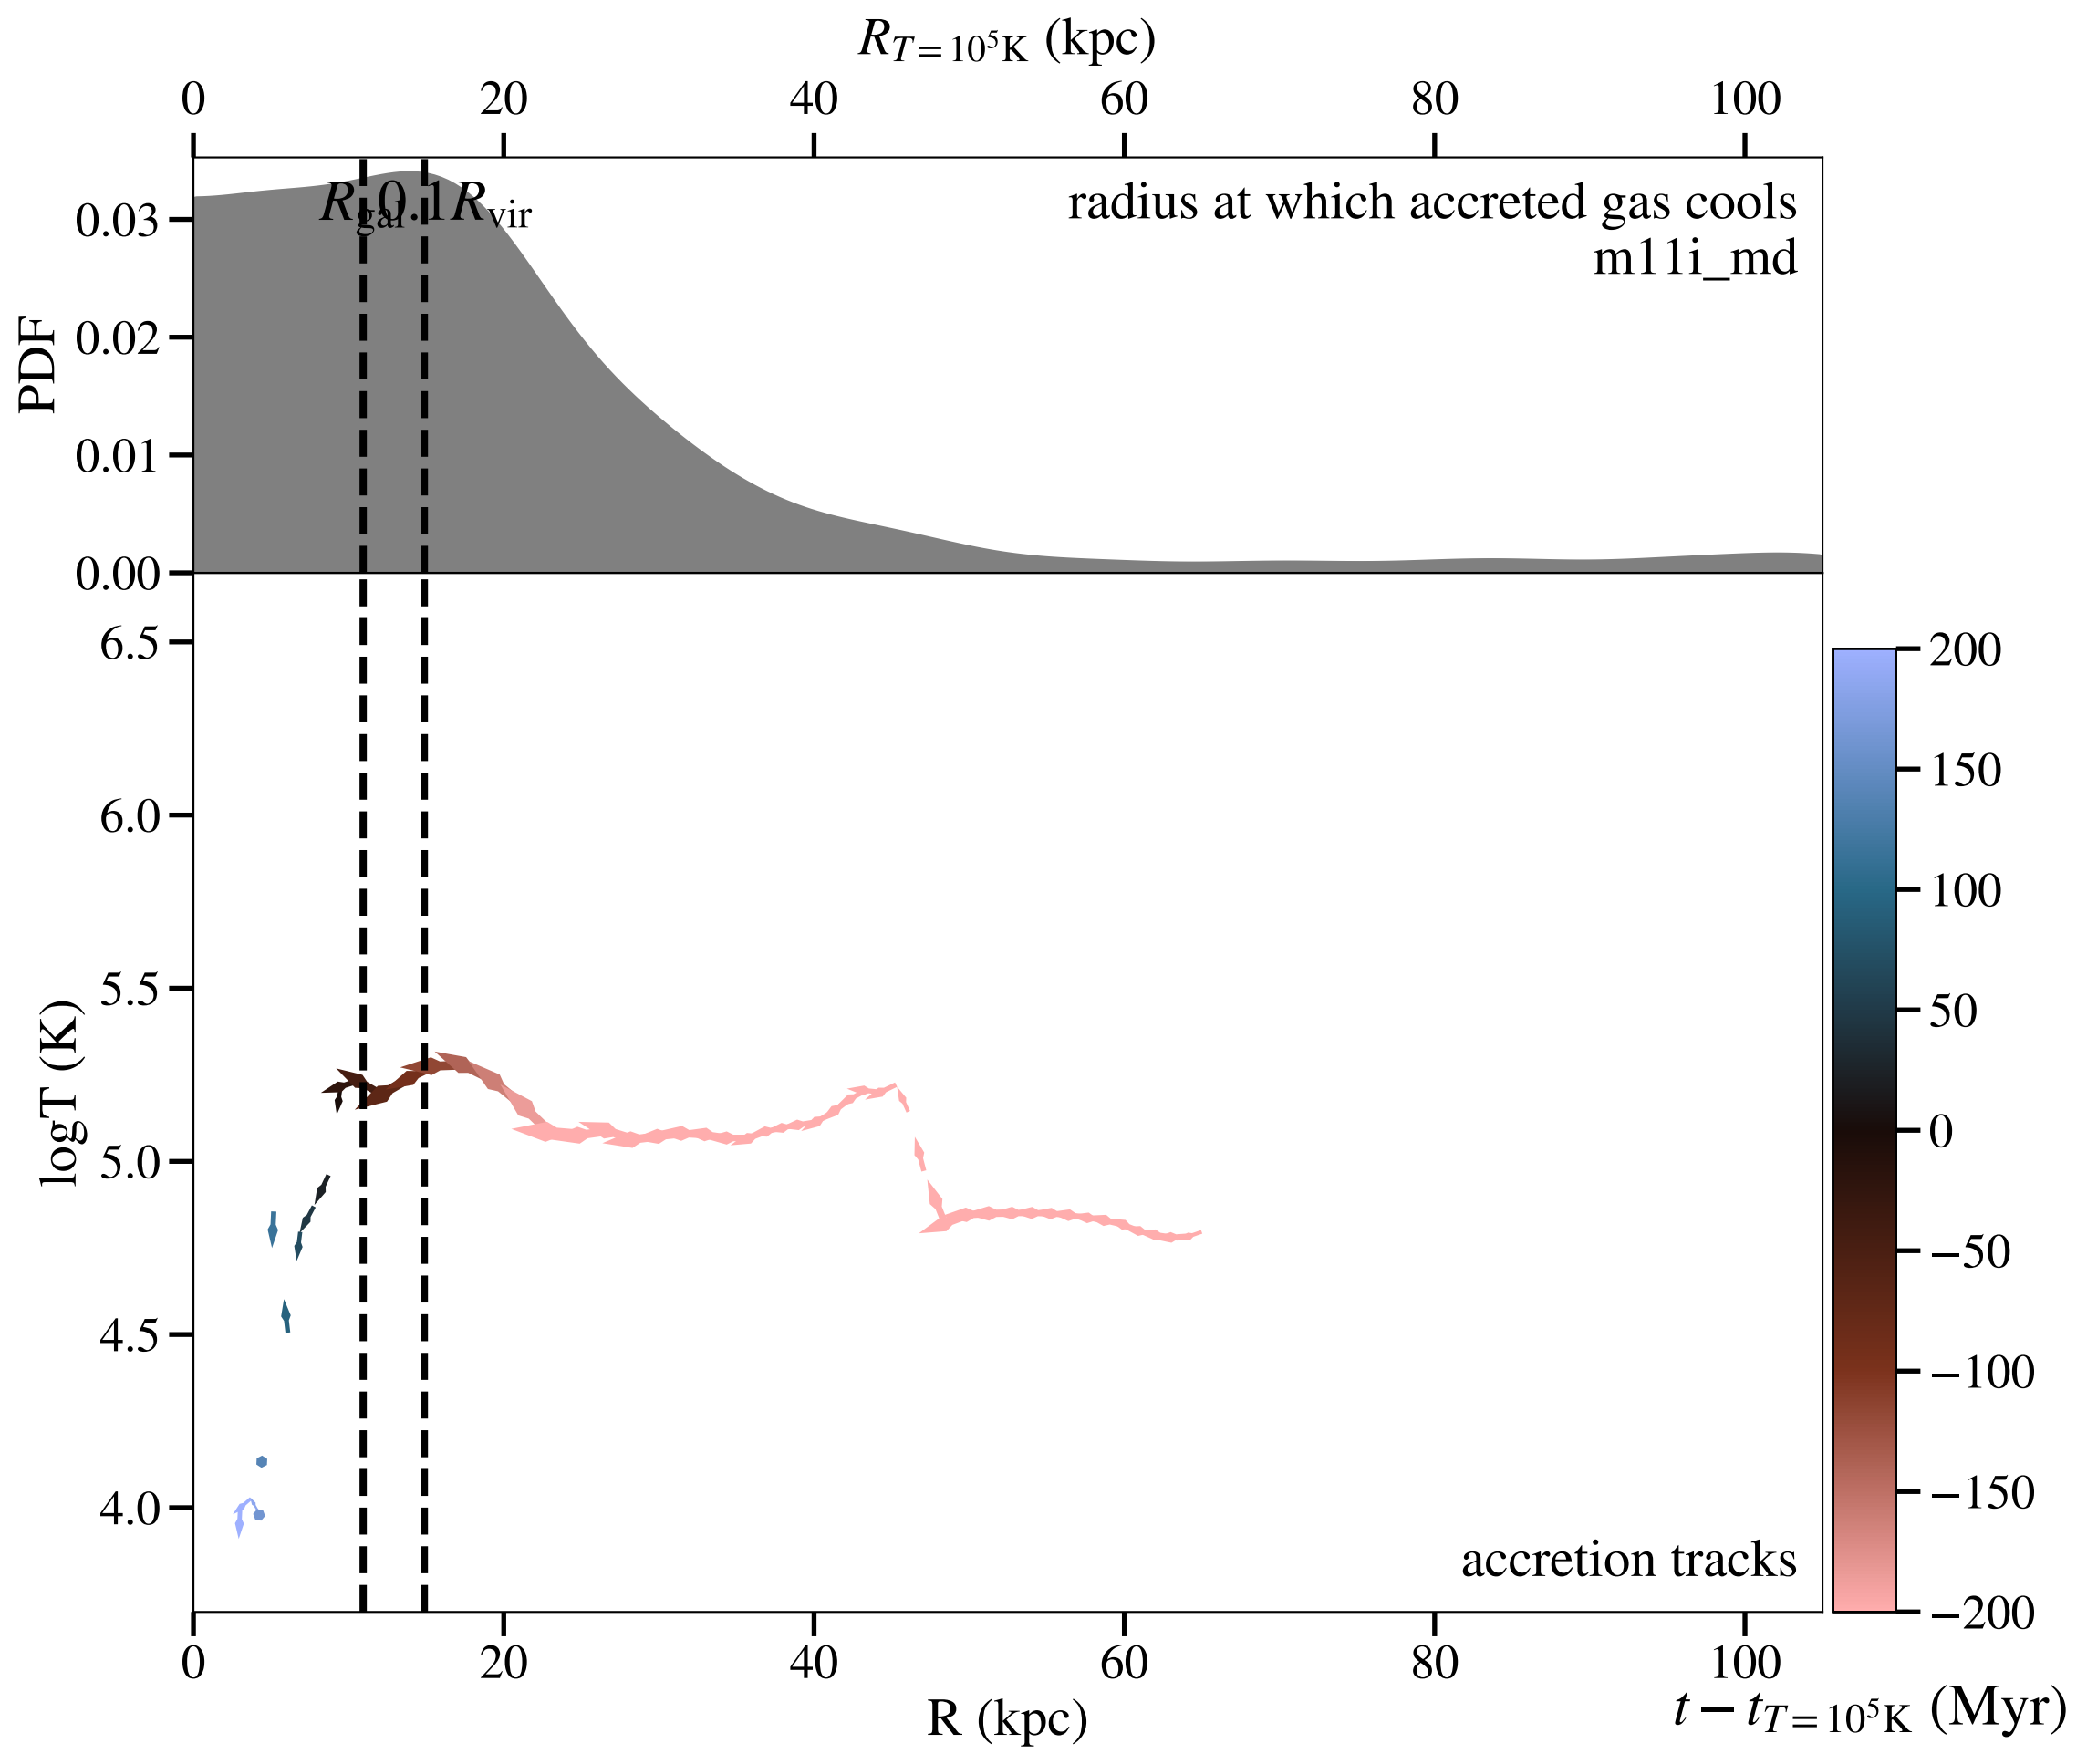 R_{T=10^5K} (kpc)
0 20 40 60 80 100
R_gal 0.1R_vir
radius at which accreted gas cools
m11i_md
PDF
0.03
0.02
0.01
0.00
6.5
6.0
5.5
5.0
4.5
4.0
logT (K)
accretion tracks
200
150
100
50
0
−50
−100
−150
−200
0 20 40 60 80 100
R (kpc)
t − t_{T=10^5K} (Myr)